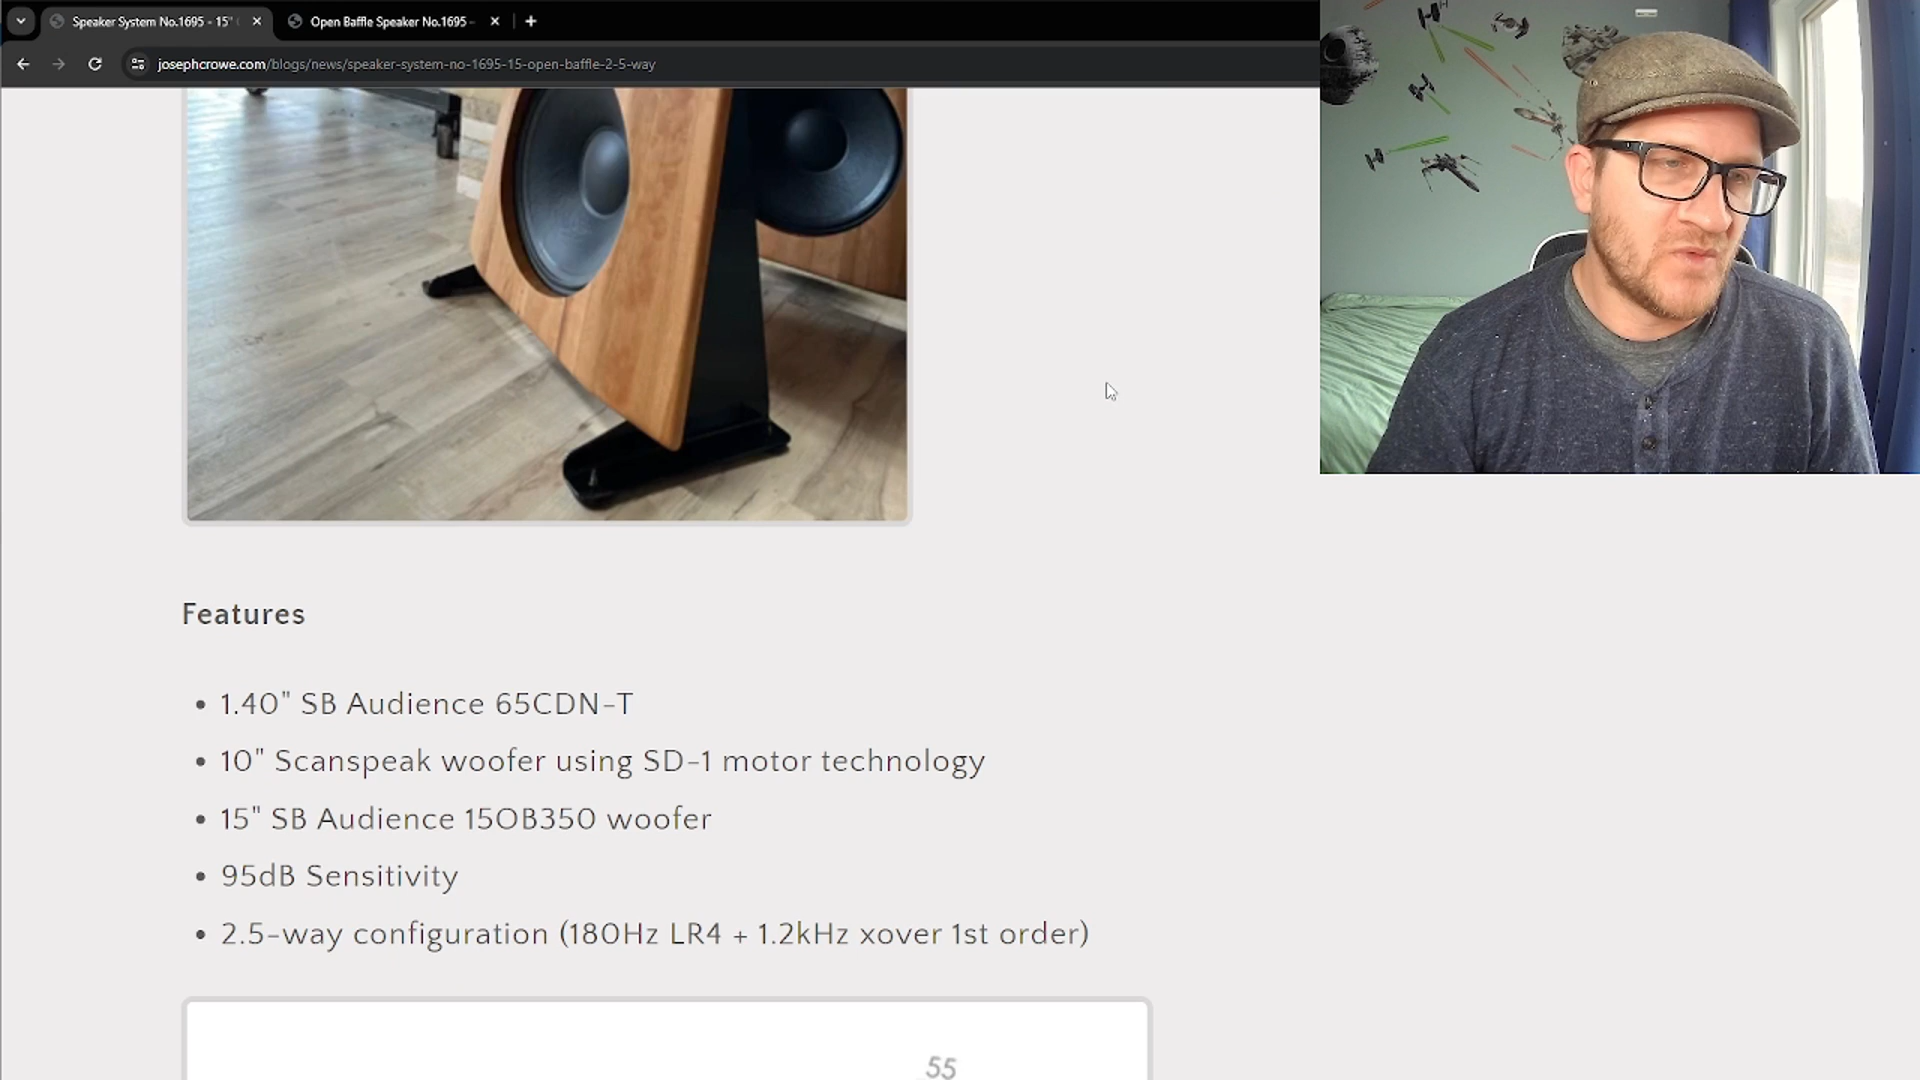 Speaker System No.1695 - 15"
Open Baffle Speaker No.1695 -
josephcrowe.com/blogs/news/speaker-system-no-1695-15-open-baffle-2-5-way
Features
• 1.40" SB Audience 65CDN-T
• 10" Scanspeak woofer using SD-1 motor technology
• 15" SB Audience 15OB350 woofer
• 95dB Sensitivity
• 2.5-way configuration (180Hz LR4 + 1.2kHz xover 1st order)
55